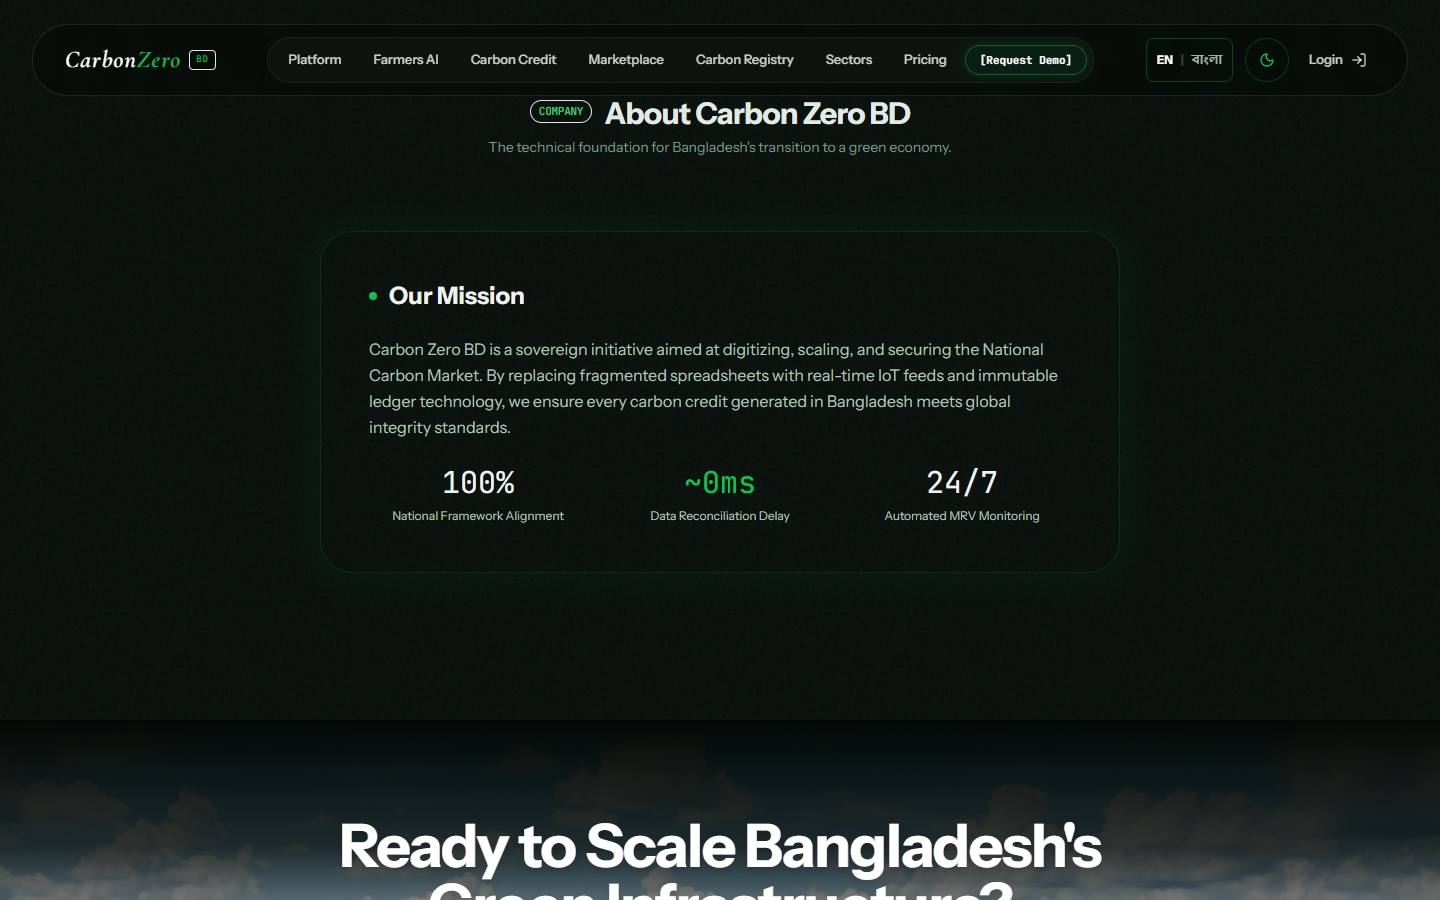 CarbonZero BD
Platform Farmers AI Carbon Credit Marketplace Carbon Registry Sectors Pricing [Request Demo]
EN | বাংলা
Login
COMPANY About Carbon Zero BD
The technical foundation for Bangladesh's transition to a green economy.
Our Mission
Carbon Zero BD is a sovereign initiative aimed at digitizing, scaling, and securing the National
Carbon Market. By replacing fragmented spreadsheets with real-time IoT feeds and immutable
ledger technology, we ensure every carbon credit generated in Bangladesh meets global
integrity standards.
100% ~0ms 24/7
National Framework Alignment Data Reconciliation Delay Automated MRV Monitoring
Ready to Scale Bangladesh's
Green Infrastructure?